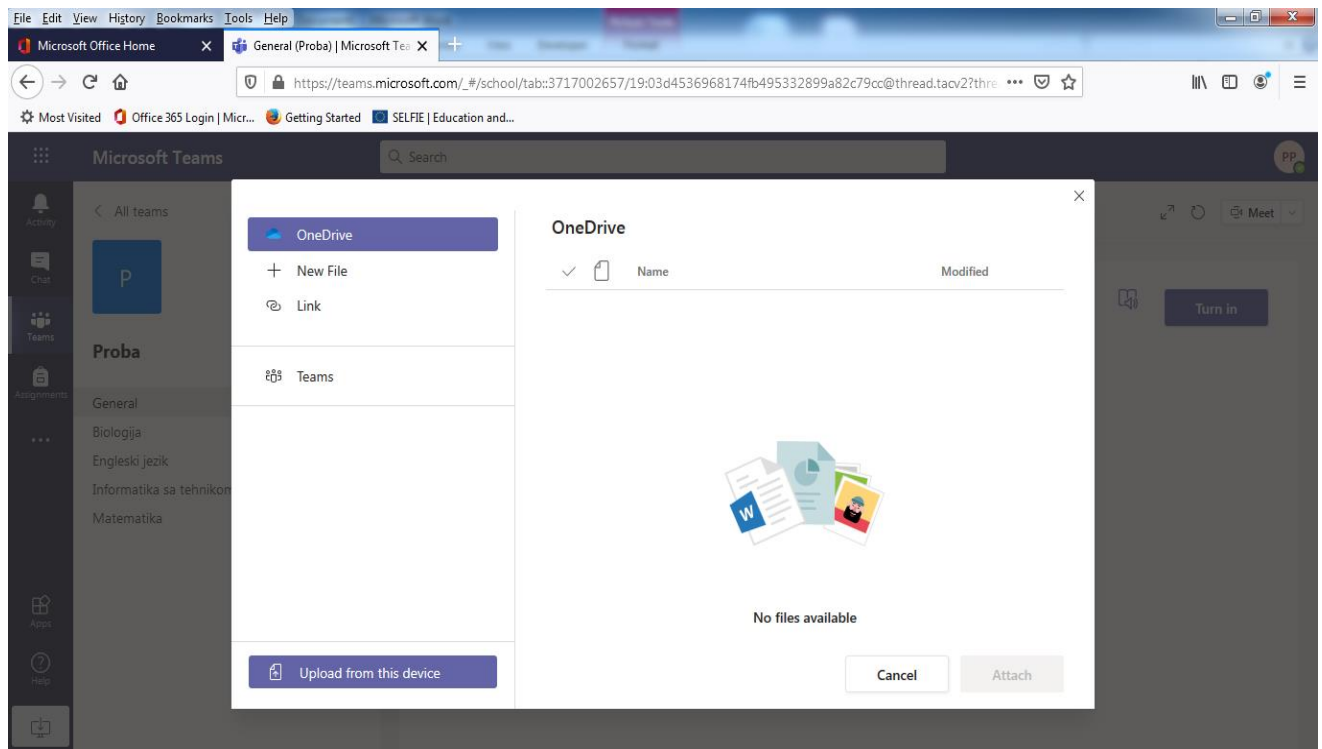 File Edit View History Bookmarks Tools Help
Microsoft Office Home
General (Proba) | Microsoft Tea
https://teams.microsoft.com/_#/school/tab::3717002657/19:03d4536968174fb495332899a82c79cc@thread.tacv2?thre
Most Visited Office 365 Login | Micr... Getting Started SELFIE | Education and...
Microsoft Teams
Search
PP
Activity
Chat
Teams
Assignments
Apps
Help
All teams
P
Proba
General
Biologija
Engleski jezik
Informatika sa tehnikom
Matematika
Meet
Turn in
OneDrive
New File
Link
Teams
Upload from this device
OneDrive
Name Modified
W
No files available
Cancel Attach